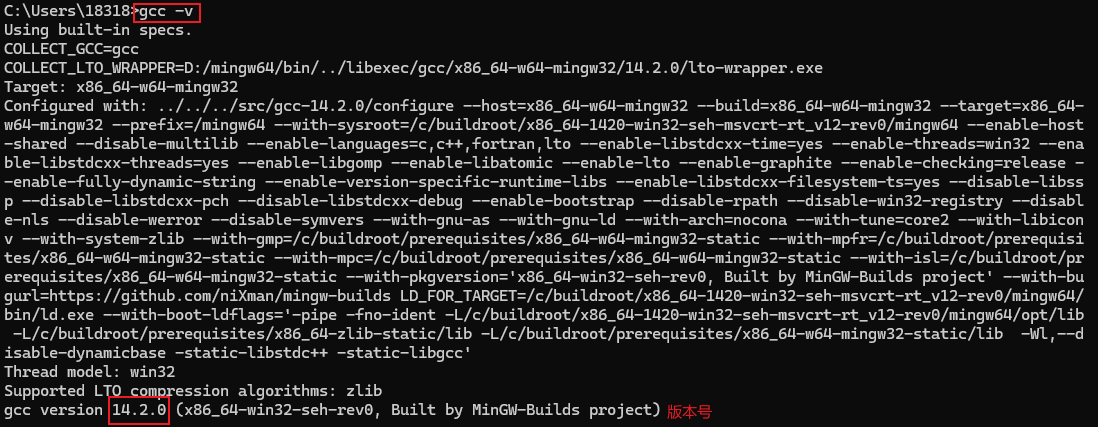 C:\Users\18318>gcc -v
Using built-in specs.
COLLECT_GCC=gcc
COLLECT_LTO_WRAPPER=D:/mingw64/bin/../libexec/gcc/x86_64-w64-mingw32/14.2.0/lto-wrapper.exe
Target: x86_64-w64-mingw32
Configured with: ../../../src/gcc-14.2.0/configure --host=x86_64-w64-mingw32 --build=x86_64-w64-mingw32 --target=x86_64-
w64-mingw32 --prefix=/mingw64 --with-sysroot=/c/buildroot/x86_64-1420-win32-seh-msvcrt-rt_v12-rev0/mingw64 --enable-host
-shared --disable-multilib --enable-languages=c,c++,fortran,lto --enable-libstdcxx-time=yes --enable-threads=win32 --ena
ble-libstdcxx-threads=yes --enable-libgomp --enable-libatomic --enable-lto --enable-graphite --enable-checking=release -
-enable-fully-dynamic-string --enable-version-specific-runtime-libs --enable-libstdcxx-filesystem-ts=yes --disable-libss
p --disable-libstdcxx-pch --disable-libstdcxx-debug --enable-bootstrap --disable-rpath --disable-win32-registry --disabl
e-nls --disable-werror --disable-symvers --with-gnu-as --with-gnu-ld --with-arch=nocona --with-tune=core2 --with-libicon
v --with-system-zlib --with-gmp=/c/buildroot/prerequisites/x86_64-w64-mingw32-static --with-mpfr=/c/buildroot/prerequisi
tes/x86_64-w64-mingw32-static --with-mpc=/c/buildroot/prerequisites/x86_64-w64-mingw32-static --with-isl=/c/buildroot/pr
erequisites/x86_64-w64-mingw32-static --with-pkgversion='x86_64-win32-seh-rev0, Built by MinGW-Builds project' --with-bu
gurl=https://github.com/niXman/mingw-builds LD_FOR_TARGET=/c/buildroot/x86_64-1420-win32-seh-msvcrt-rt_v12-rev0/mingw64/
bin/ld.exe --with-boot-ldflags='-pipe -fno-ident -L/c/buildroot/x86_64-1420-win32-seh-msvcrt-rt_v12-rev0/mingw64/opt/lib
 -L/c/buildroot/prerequisites/x86_64-zlib-static/lib -L/c/buildroot/prerequisites/x86_64-w64-mingw32-static/lib  -Wl,--d
isable-dynamicbase -static-libstdc++ -static-libgcc'
Thread model: win32
Supported LTO compression algorithms: zlib
gcc version 14.2.0 (x86_64-win32-seh-rev0, Built by MinGW-Builds project) 版本号